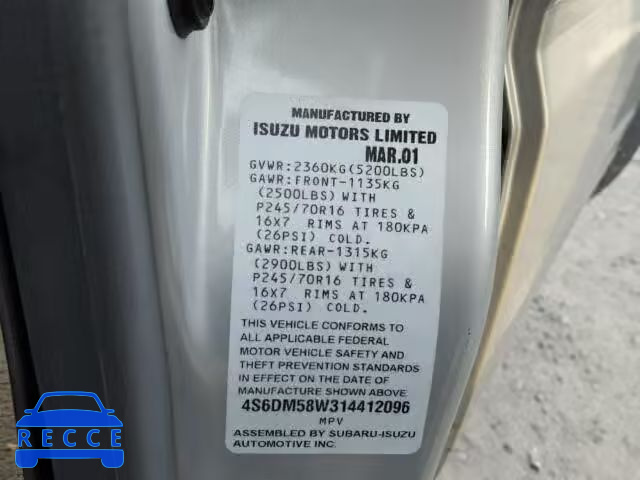 MANUFACTURED BY
ISUZU MOTORS LIMITED
MAR.01
GVWR:2360KG(5200LBS)
GAWR:FRONT-1135KG
(2500LBS)WITH
P245/70R16 TIRES &
16X7 RIMS AT 180KPA
(26PSI) COLD.
GAWR:REAR-1315KG
(2900LBS)WITH
P245/70R16 TIRES &
16X7 RIMS AT 180KPA
(26PSI) COLD.
THIS VEHICLE CONFORMS TO
ALL APPLICABLE FEDERAL
MOTOR VEHICLE SAFETY AND
THEFT PREVENTION STANDARDS
IN EFFECT ON THE DATE OF
MANUFACTURE SHOWN ABOVE.
4S6DM58W314412096
MPV
ASSEMBLED BY SUBARU-ISUZU
AUTOMOTIVE INC.
RECCE